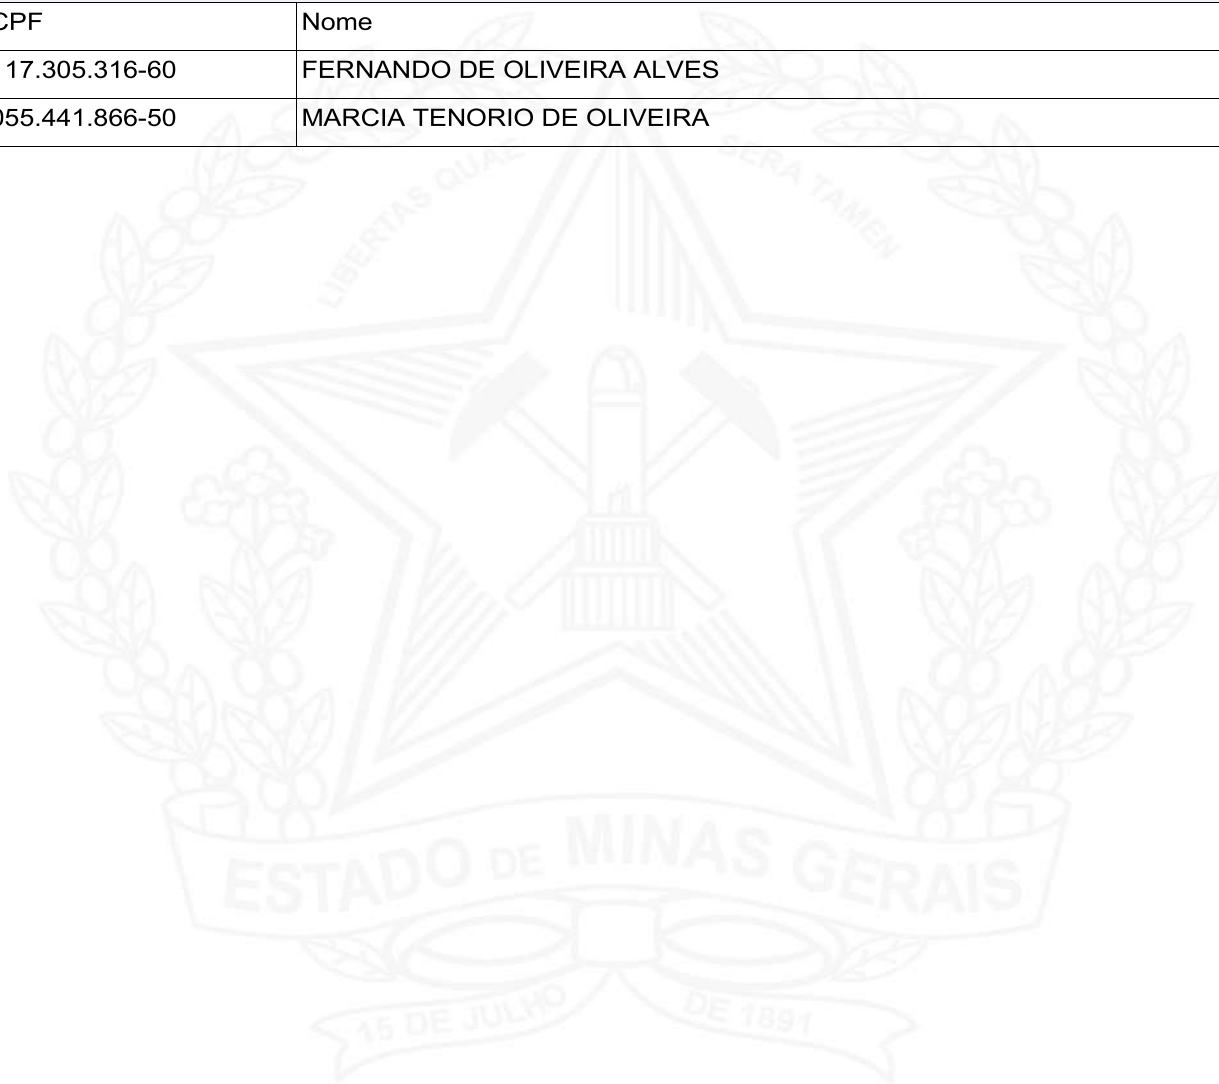 CPF Nome
17.305.316-60 FERNANDO DE OLIVEIRA ALVES
055.441.866-50 MARCIA TENORIO DE OLIVEIRA
LIBERTAS QUAE SERA TAMEN
ESTADO DE MINAS GERAIS
15 DE JULHO DE 1891